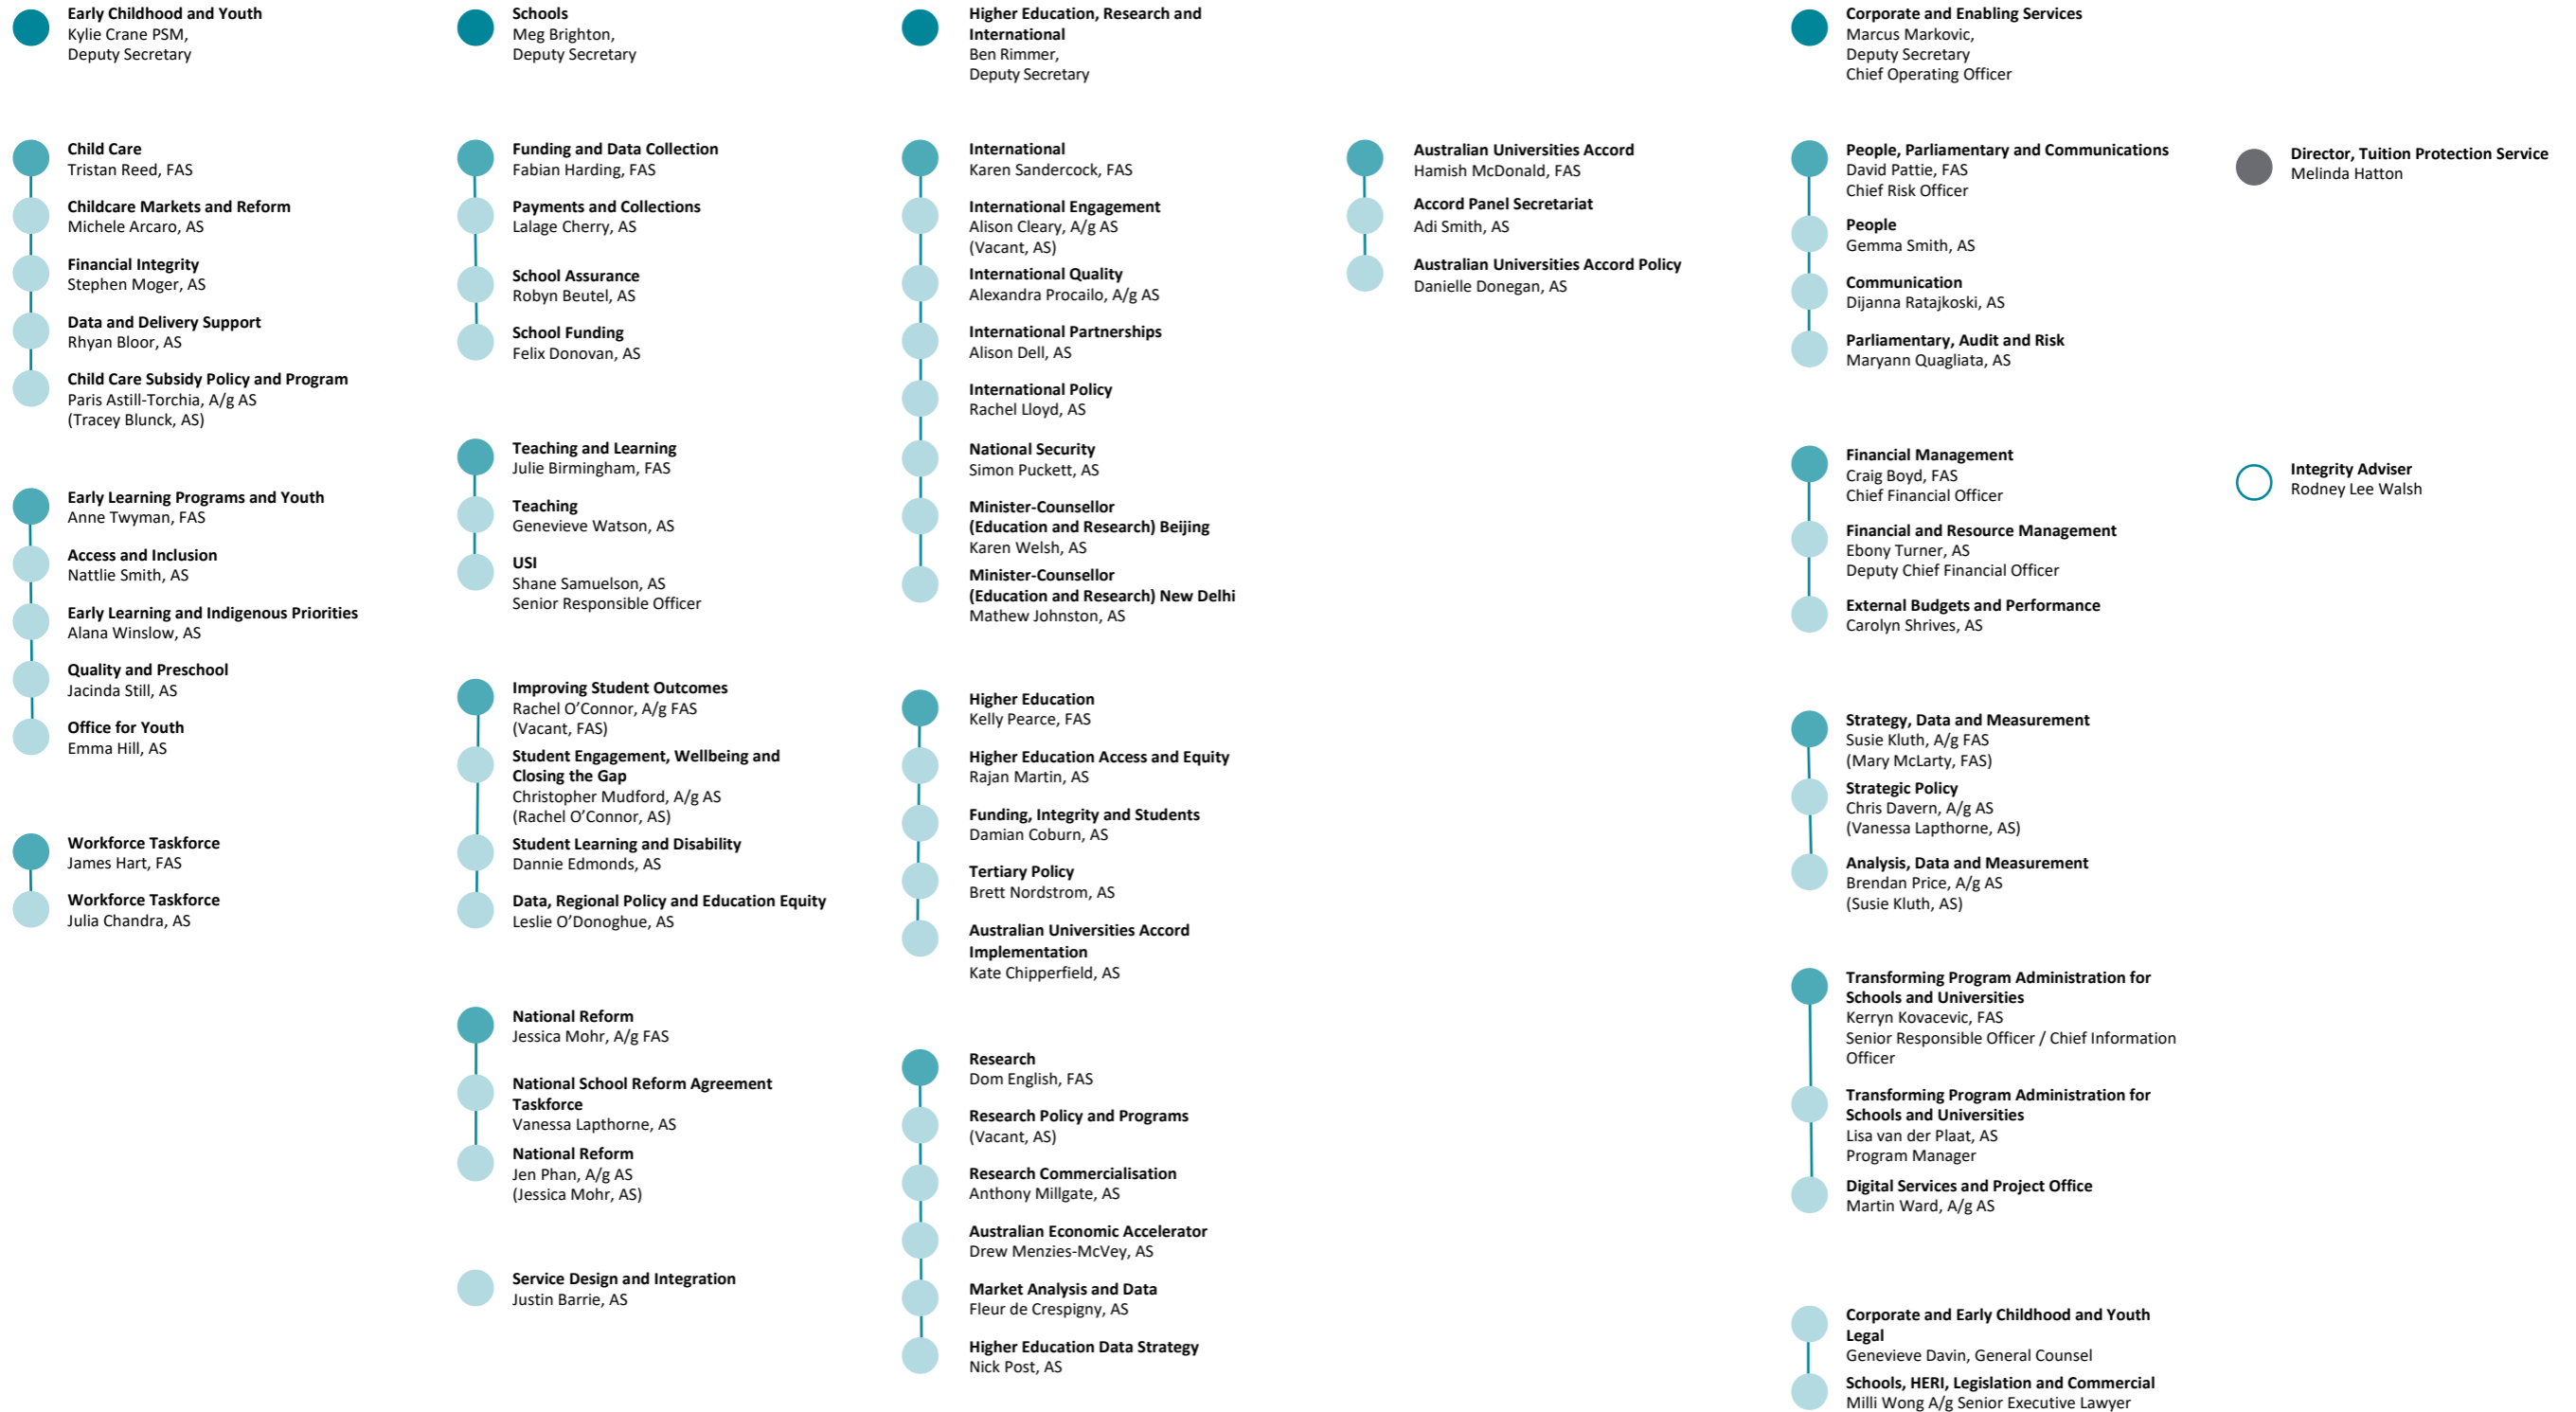 Early Childhood and Youth
Kylie Crane PSM,
Deputy Secretary
Child Care
Tristan Reed, FAS
Childcare Markets and Reform
Michele Arcaro, AS
Financial Integrity
Stephen Moger, AS
Data and Delivery Support
Rhyan Bloor, AS
Child Care Subsidy Policy and Program
Paris Astill-Torchia, A/g AS
(Tracey Blunck, AS)
Early Learning Programs and Youth
Anne Twyman, FAS
Access and Inclusion
Nattlie Smith, AS
Early Learning and Indigenous Priorities
Alana Winslow, AS
Quality and Preschool
Jacinda Still, AS
Office for Youth
Emma Hill, AS
Workforce Taskforce
James Hart, FAS
Workforce Taskforce
Julia Chandra, AS
Schools
Meg Brighton,
Deputy Secretary
Funding and Data Collection
Fabian Harding, FAS
Payments and Collections
Lalage Cherry, AS
School Assurance
Robyn Beutel, AS
School Funding
Felix Donovan, AS
Teaching and Learning
Julie Birmingham, FAS
Teaching
Genevieve Watson, AS
USI
Shane Samuelson, AS
Senior Responsible Officer
Improving Student Outcomes
Rachel O’Connor, A/g FAS
(Vacant, FAS)
Student Engagement, Wellbeing and
Closing the Gap
Christopher Mudford, A/g AS
(Rachel O’Connor, AS)
Student Learning and Disability
Dannie Edmonds, AS
Data, Regional Policy and Education Equity
Leslie O’Donoghue, AS
National Reform
Jessica Mohr, A/g FAS
National School Reform Agreement
Taskforce
Vanessa Lapthorne, AS
National Reform
Jen Phan, A/g AS
(Jessica Mohr, AS)
Service Design and Integration
Justin Barrie, AS
Higher Education, Research and
International
Ben Rimmer,
Deputy Secretary
International
Karen Sandercock, FAS
International Engagement
Alison Cleary, A/g AS
(Vacant, AS)
International Quality
Alexandra Procailo, A/g AS
International Partnerships
Alison Dell, AS
International Policy
Rachel Lloyd, AS
National Security
Simon Puckett, AS
Minister-Counsellor
(Education and Research) Beijing
Karen Welsh, AS
Minister-Counsellor
(Education and Research) New Delhi
Mathew Johnston, AS
Higher Education
Kelly Pearce, FAS
Higher Education Access and Equity
Rajan Martin, AS
Funding, Integrity and Students
Damian Coburn, AS
Tertiary Policy
Brett Nordstrom, AS
Australian Universities Accord
Implementation
Kate Chipperfield, AS
Research
Dom English, FAS
Research Policy and Programs
(Vacant, AS)
Research Commercialisation
Anthony Millgate, AS
Australian Economic Accelerator
Drew Menzies-McVey, AS
Market Analysis and Data
Fleur de Crespigny, AS
Higher Education Data Strategy
Nick Post, AS
Australian Universities Accord
Hamish McDonald, FAS
Accord Panel Secretariat
Adi Smith, AS
Australian Universities Accord Policy
Danielle Donegan, AS
Corporate and Enabling Services
Marcus Markovic,
Deputy Secretary
Chief Operating Officer
People, Parliamentary and Communications
David Pattie, FAS
Chief Risk Officer
People
Gemma Smith, AS
Communication
Dijanna Ratajkoski, AS
Parliamentary, Audit and Risk
Maryann Quagliata, AS
Financial Management
Craig Boyd, FAS
Chief Financial Officer
Financial and Resource Management
Ebony Turner, AS
Deputy Chief Financial Officer
External Budgets and Performance
Carolyn Shrives, AS
Strategy, Data and Measurement
Susie Kluth, A/g FAS
(Mary McLarty, FAS)
Strategic Policy
Chris Davern, A/g AS
(Vanessa Lapthorne, AS)
Analysis, Data and Measurement
Brendan Price, A/g AS
(Susie Kluth, AS)
Transforming Program Administration for
Schools and Universities
Kerryn Kovacevic, FAS
Senior Responsible Officer / Chief Information
Officer
Transforming Program Administration for
Schools and Universities
Lisa van der Plaat, AS
Program Manager
Digital Services and Project Office
Martin Ward, A/g AS
Corporate and Early Childhood and Youth
Legal
Genevieve Davin, General Counsel
Schools, HERI, Legislation and Commercial
Milli Wong A/g Senior Executive Lawyer
Director, Tuition Protection Service
Melinda Hatton
Integrity Adviser
Rodney Lee Walsh